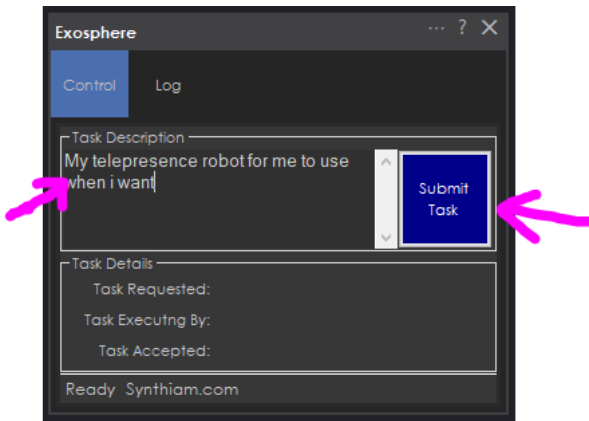 Exosphere ... ? X
Control Log
Task Description
My telepresence robot for me to use
when i want
Submit
Task
Task Details
Task Requested:
Task Executng By:
Task Accepted:
Ready Synthiam.com